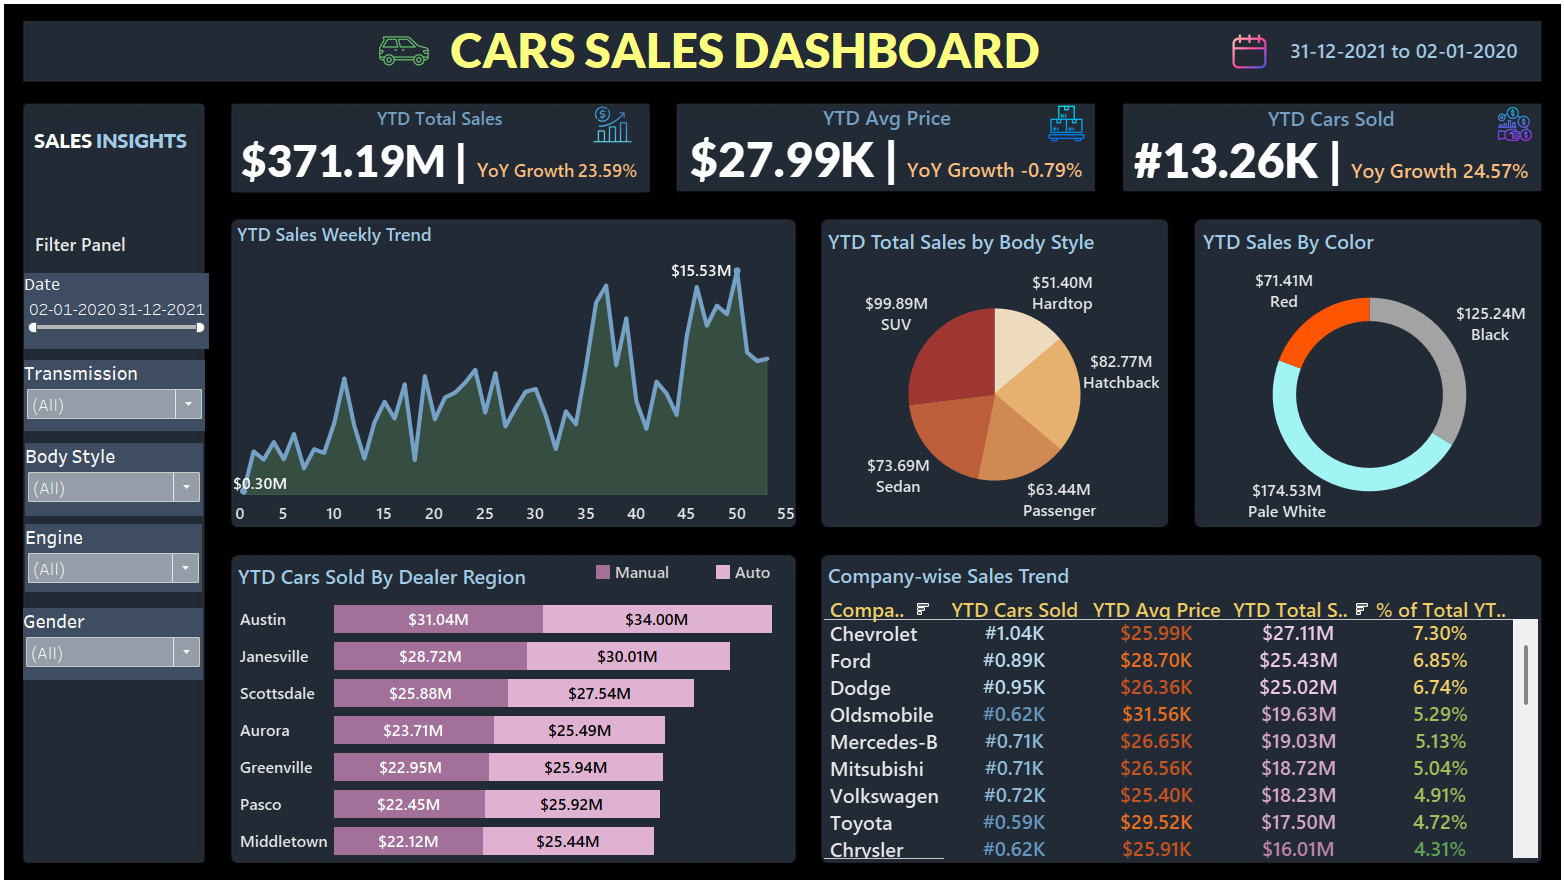 CARS SALES DASHBOARD
31-12-2021 to 02-01-2020
SALES INSIGHTS
Filter Panel
Date
02-01-2020 31-12-2021
Transmission
(All)
Body Style
(All)
Engine
(All)
Gender
(All)
YTD Total Sales
$371.19M | YoY Growth 23.59%
YTD Avg Price
$27.99K | YoY Growth -0.79%
YTD Cars Sold
#13.26K | Yoy Growth 24.57%
YTD Sales Weekly Trend
$15.53M
$0.30M
0 5 10 15 20 25 30 35 40 45 50 55
YTD Total Sales by Body Style
$51.40M
Hardtop
$99.89M
SUV
$82.77M
Hatchback
$73.69M
Sedan
$63.44M
Passenger
YTD Sales By Color
$71.41M
Red
$125.24M
Black
$174.53M
Pale White
YTD Cars Sold By Dealer Region
Manual Auto
Austin $31.04M $34.00M
Janesville $28.72M $30.01M
Scottsdale $25.88M $27.54M
Aurora $23.71M $25.49M
Greenville $22.95M $25.94M
Pasco $22.45M $25.92M
Middletown $22.12M $25.44M
Company-wise Sales Trend
Compa.. YTD Cars Sold YTD Avg Price YTD Total S.. % of Total YT..
Chevrolet #1.04K $25.99K $27.11M 7.30%
Ford #0.89K $28.70K $25.43M 6.85%
Dodge #0.95K $26.36K $25.02M 6.74%
Oldsmobile #0.62K $31.56K $19.63M 5.29%
Mercedes-B #0.71K $26.65K $19.03M 5.13%
Mitsubishi #0.71K $26.56K $18.72M 5.04%
Volkswagen #0.72K $25.40K $18.23M 4.91%
Toyota #0.59K $29.52K $17.50M 4.72%
Chrysler #0.62K $25.91K $16.01M 4.31%